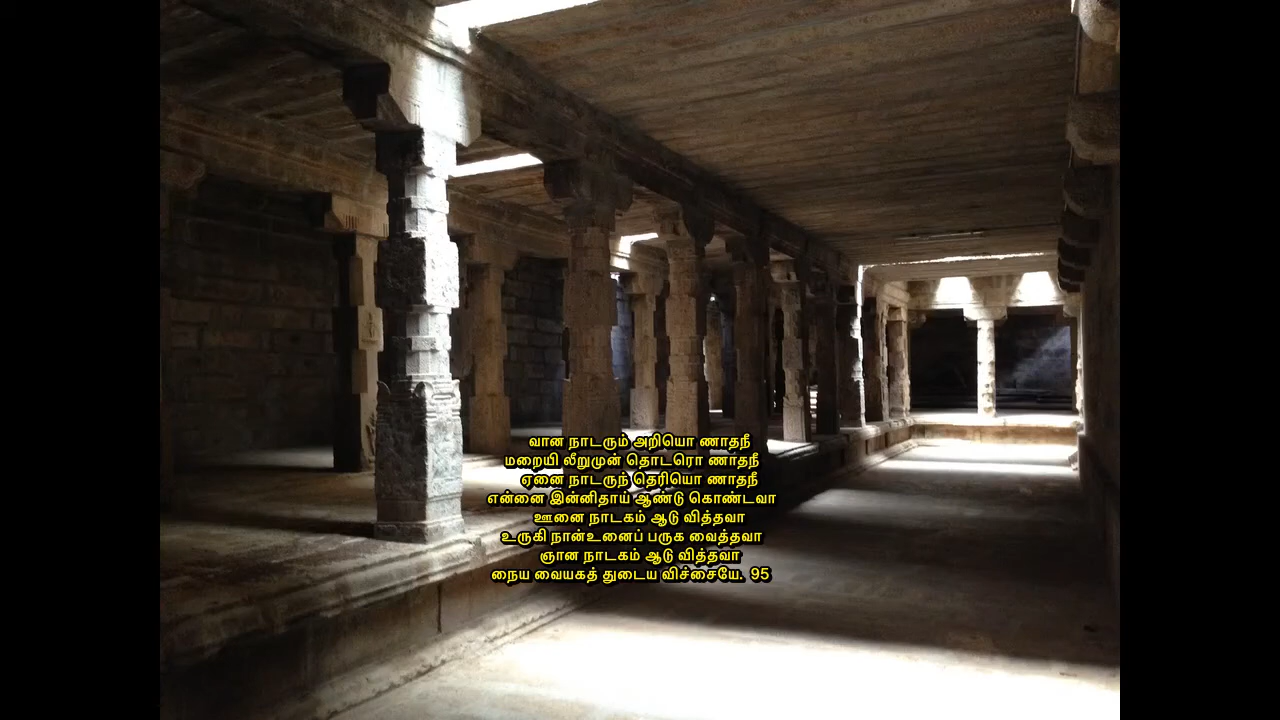 வான நாடரும் அறியொ ணாதநீ
மறையி லீறுமுன் தொடரொ ணாதநீ
ஏனை நாடருந் தெரியொ ணாதநீ
என்னை இன்னிதாய் ஆண்டு கொண்டவா
ஊனை நாடகம் ஆடு வித்தவா
உருகி நான்உனைப் பருக வைத்தவா
ஞான நாடகம் ஆடு வித்தவா
நைய வையகத் துடைய விச்சையே. 95